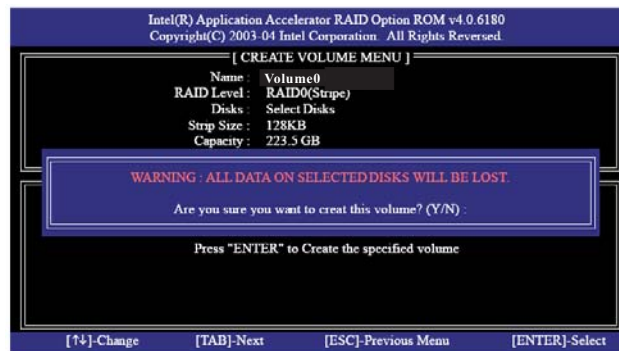 Intel(R) Application Accelerator RAID Option ROM v4.0.6180
Copyright(C) 2003-04 Intel Corporation. All Rights Reversed.
[ CREATE VOLUME MENU ]
Name : Volume0
RAID Level : RAID0(Stripe)
Disks : Select Disks
Strip Size : 128KB
Capacity : 223.5 GB
WARNING : ALL DATA ON SELECTED DISKS WILL BE LOST.
Are you sure you want to creat this volume? (Y/N) :
Press "ENTER" to Create the specified volume
[↑↓]-Change [TAB]-Next [ESC]-Previous Menu [ENTER]-Select